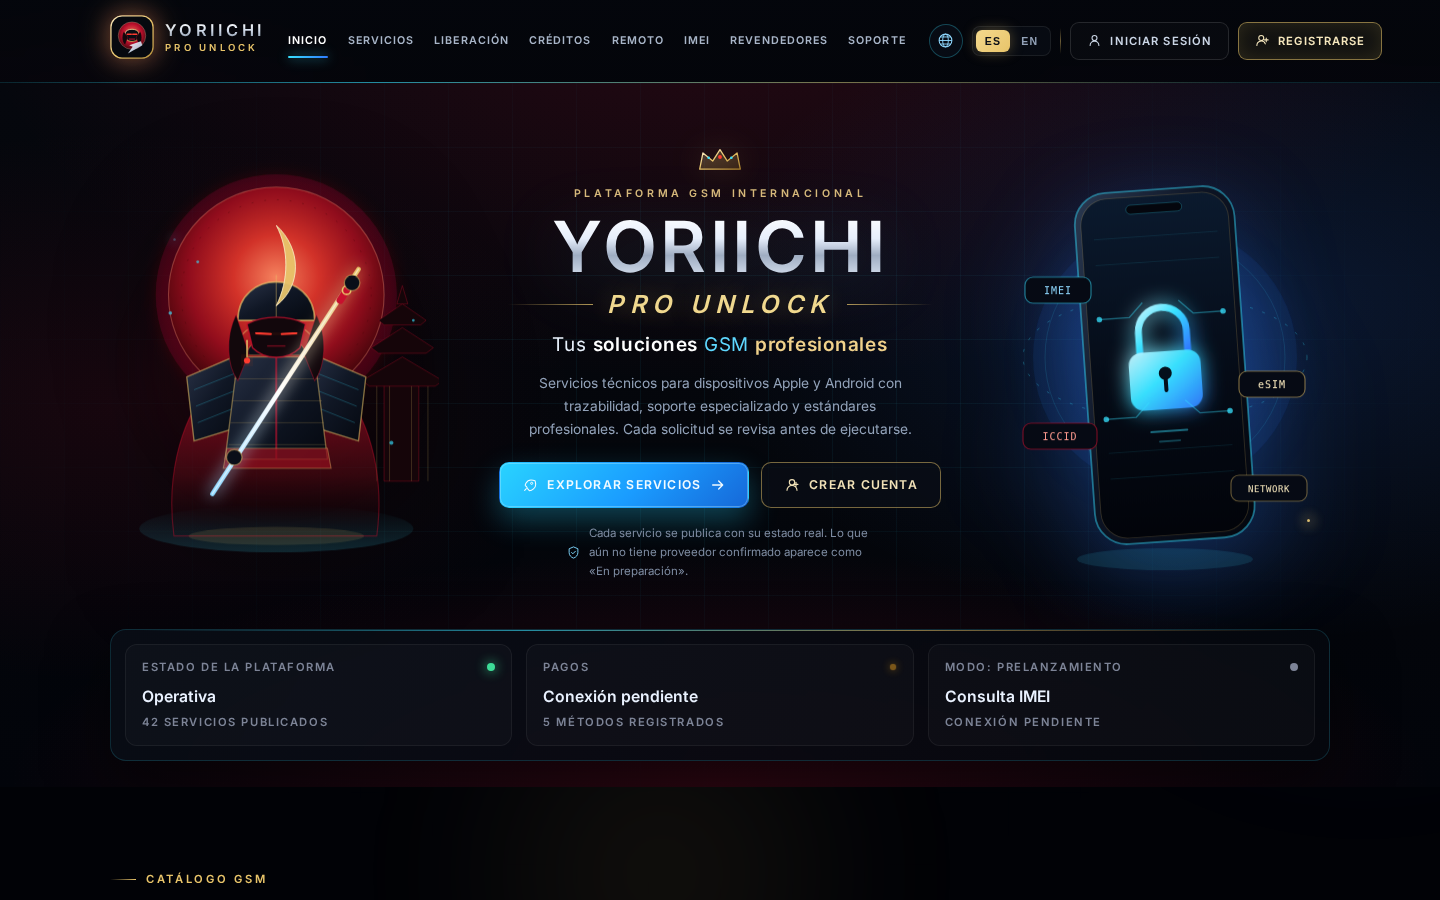 YORIICHI
PRO UNLOCK
INICIO
SERVICIOS
LIBERACIÓN
CRÉDITOS
REMOTO
IMEI
REVENDEDORES
SOPORTE
ES
EN
INICIAR SESIÓN
REGISTRARSE
PLATAFORMA GSM INTERNACIONAL
YORIICHI
PRO UNLOCK
Tus soluciones GSM profesionales
Servicios técnicos para dispositivos Apple y Android con
trazabilidad, soporte especializado y estándares
profesionales. Cada solicitud se revisa antes de ejecutarse.
EXPLORAR SERVICIOS
CREAR CUENTA
Cada servicio se publica con su estado real. Lo que
aún no tiene proveedor confirmado aparece como
«En preparación».
IMEI
eSIM
ICCID
NETWORK
ESTADO DE LA PLATAFORMA
Operativa
42 SERVICIOS PUBLICADOS
PAGOS
Conexión pendiente
5 MÉTODOS REGISTRADOS
MODO: PRELANZAMIENTO
Consulta IMEI
CONEXIÓN PENDIENTE
CATÁLOGO GSM